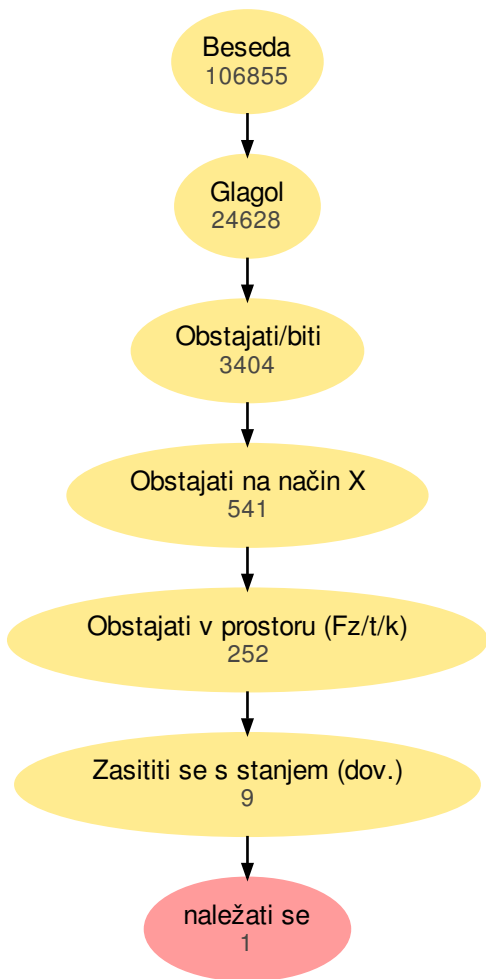 Beseda
106855
Glagol
24628
Obstajati/biti
3404
Obstajati na način X
541
Obstajati v prostoru (Fz/t/k)
252
Zasititi se s stanjem (dov.)
9
naležati se
1